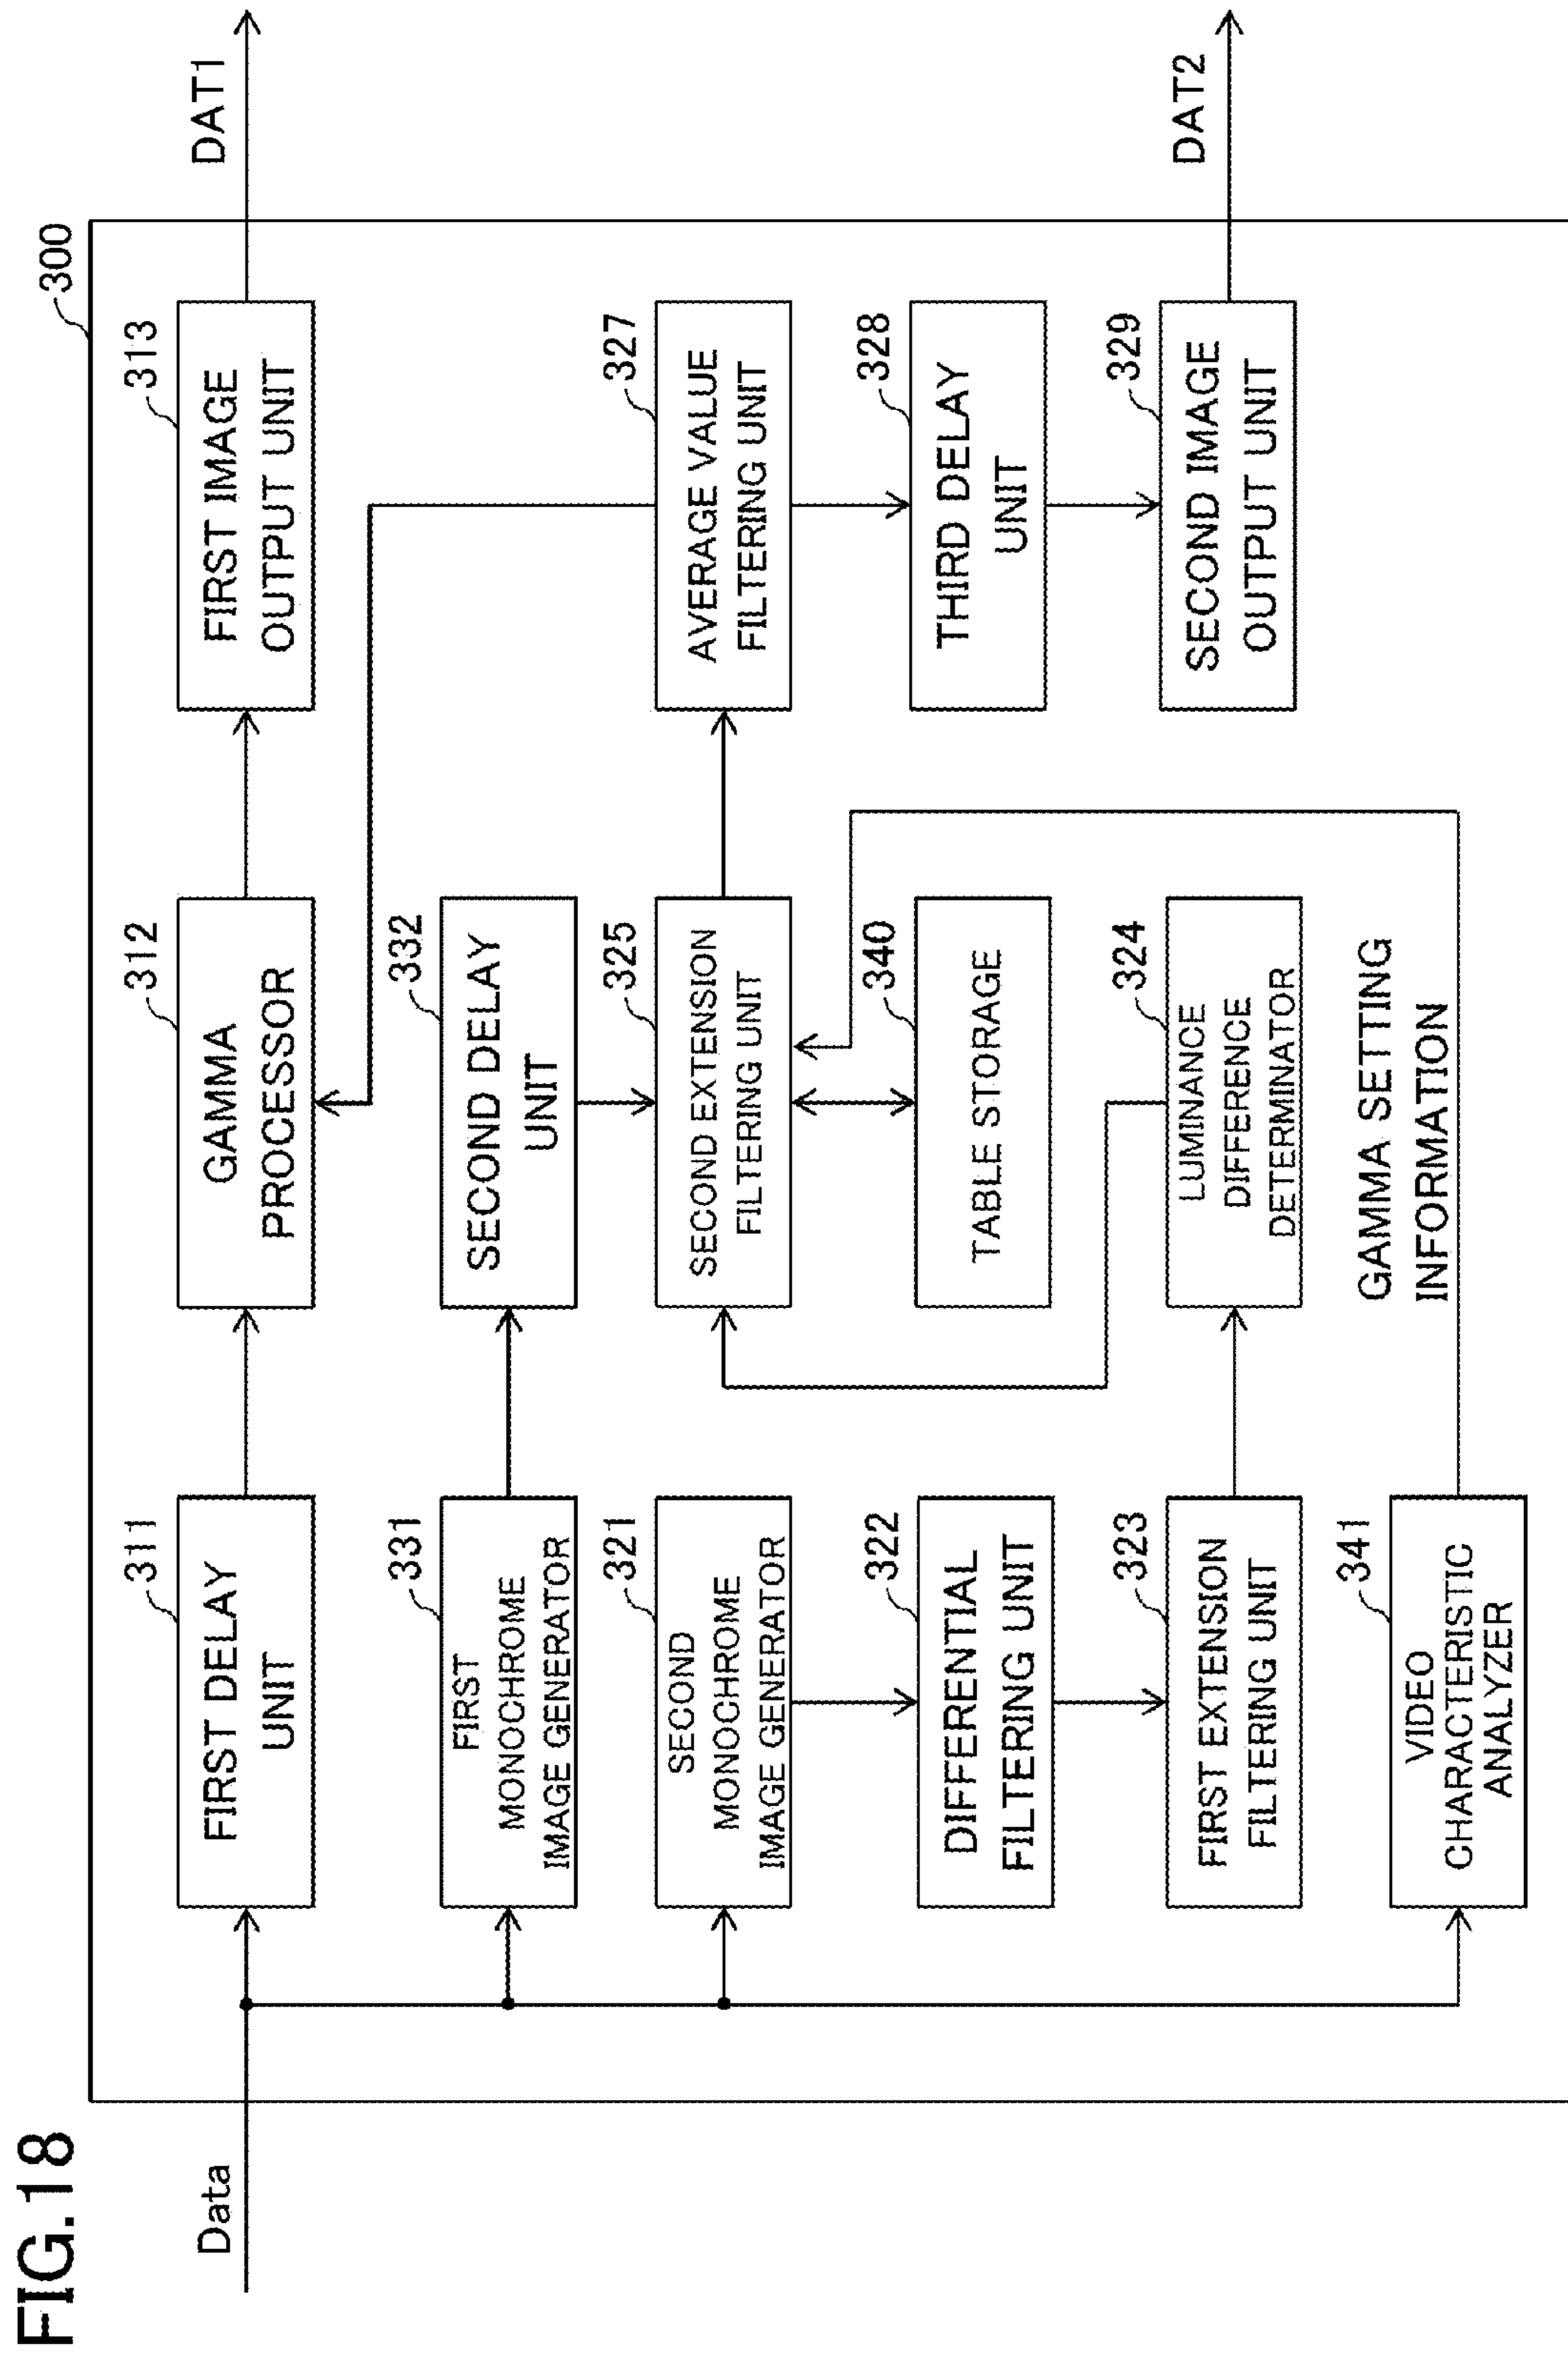 FIG.18
300
Data
311
FIRST DELAY
UNIT
312
GAMMA
PROCESSOR
313
FIRST IMAGE
OUTPUT UNIT
DAT1
331
FIRST
MONOCHROME
IMAGE GENERATOR
332
SECOND DELAY
UNIT
321
SECOND
MONOCHROME
IMAGE GENERATOR
325
SECOND EXTENSION
FILTERING UNIT
327
AVERAGE VALUE
FILTERING UNIT
322
DIFFERENTIAL
FILTERING UNIT
340
TABLE STORAGE
328
THIRD DELAY
UNIT
323
FIRST EXTENSION
FILTERING UNIT
324
LUMINANCE
DIFFERENCE
DETERMINATOR
329
SECOND IMAGE
OUTPUT UNIT
DAT2
341
VIDEO
CHARACTERISTIC
ANALYZER
GAMMA SETTING
INFORMATION